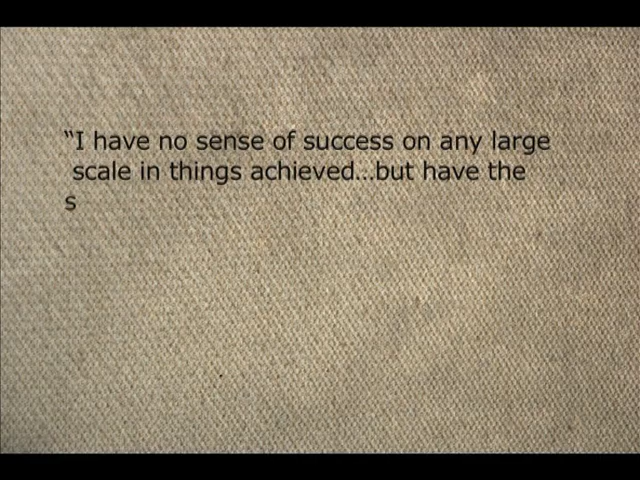 “I have no sense of success on any large
scale in things achieved...but have the
s